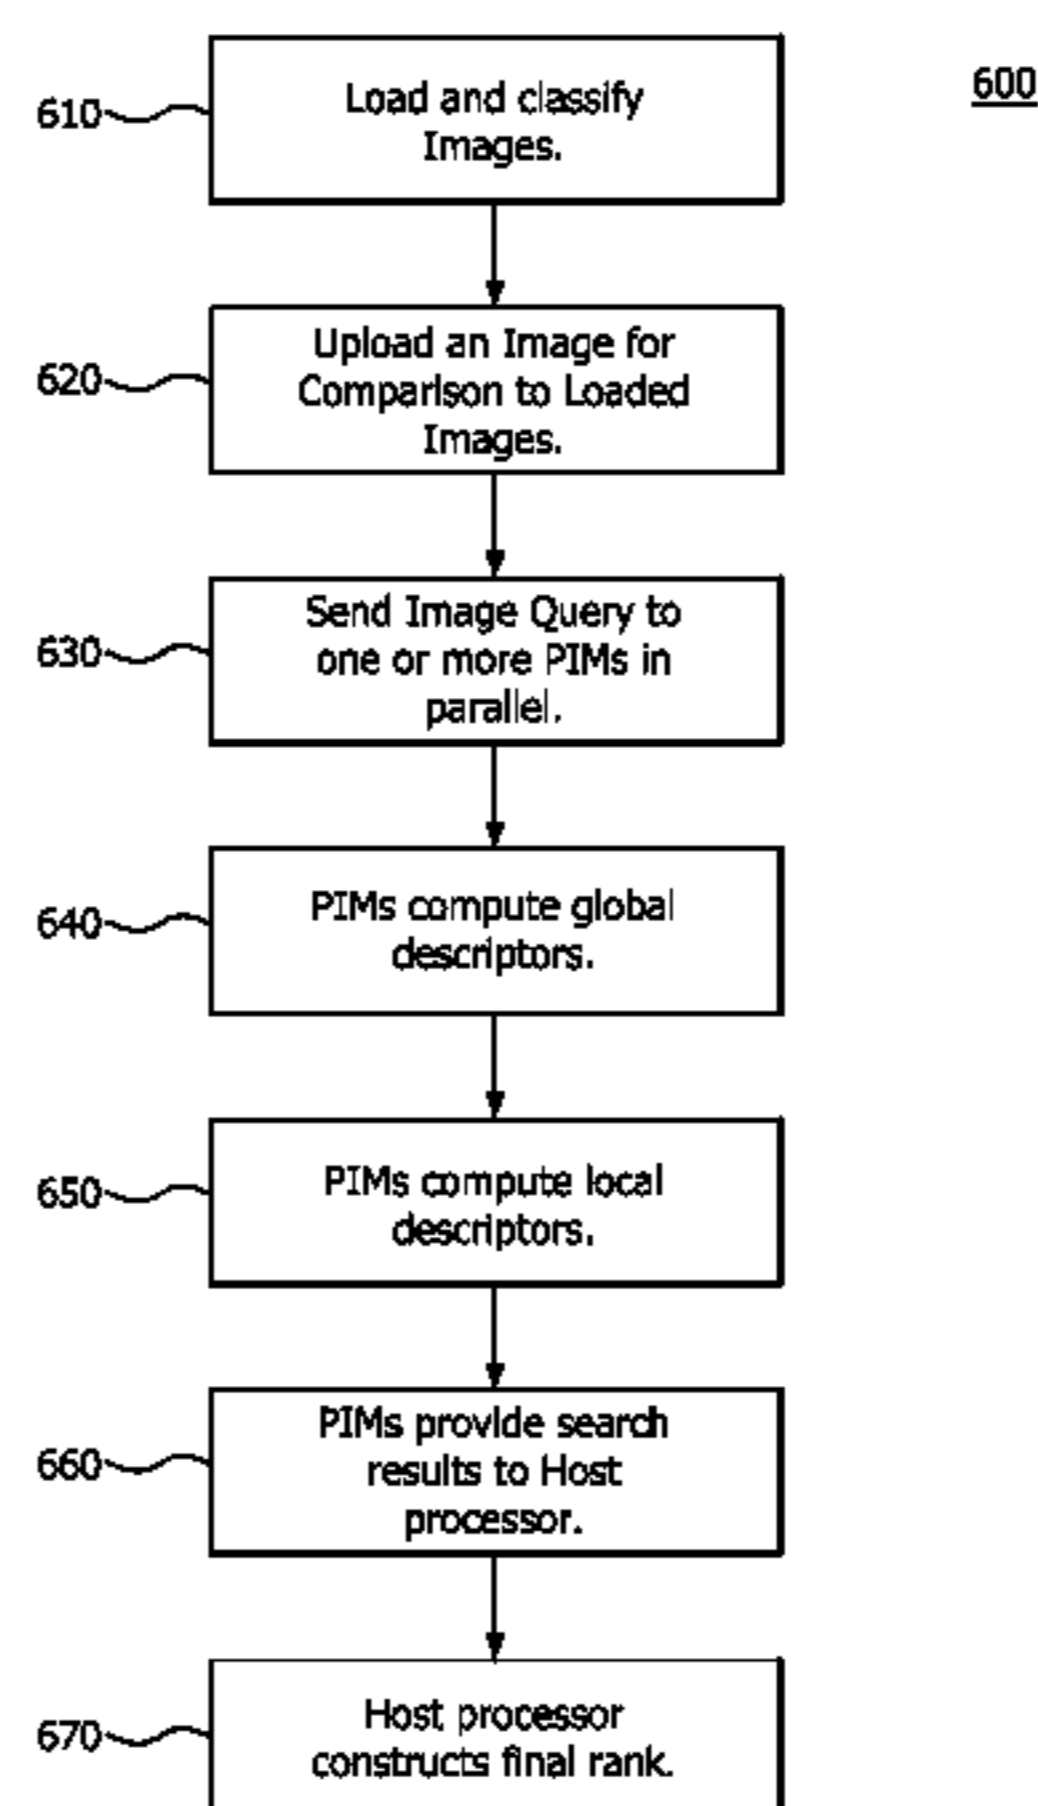 600
610
Load and classify
Images.
620
Upload an Image for
Comparison to Loaded
Images.
630
Send Image Query to
one or more PIMs in
parallel.
640
PIMs compute global
descriptors.
650
PIMs compute local
descriptors.
660
PIMs provide search
results to Host
processor.
670
Host processor
constructs final rank.